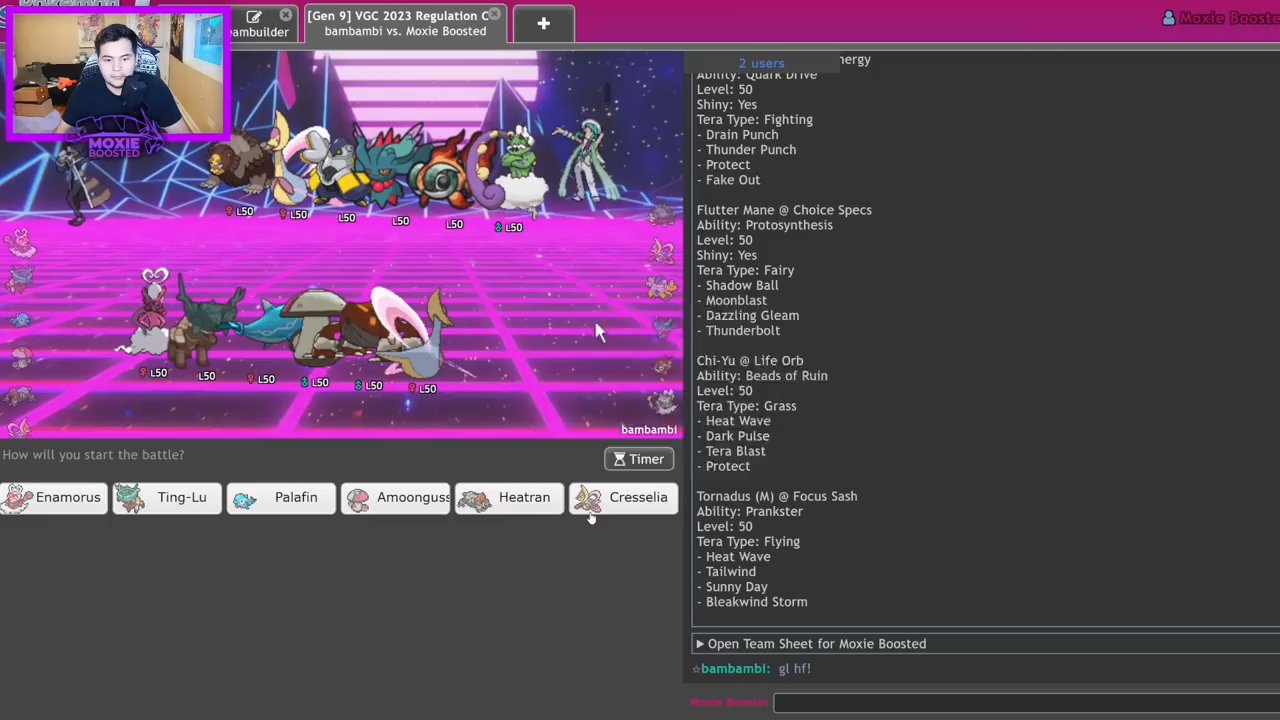 eambuilder
[Gen 9] VGC 2023 Regulation C
bambambi vs. Moxie Boosted
+
Moxie Booste
MOXIE
BOOSTED
L50
L50
L50
L50
L50
L50
L50
L50
L50
L50
L50
L50
bambambi
How will you start the battle?
Timer
Enamorus
Ting-Lu
Palafin
Amoonguss
Heatran
Cresselia
2 users
nergy
Ability: Quark Drive
Level: 50
Shiny: Yes
Tera Type: Fighting
- Drain Punch
- Thunder Punch
- Protect
- Fake Out
Flutter Mane @ Choice Specs
Ability: Protosynthesis
Level: 50
Shiny: Yes
Tera Type: Fairy
- Shadow Ball
- Moonblast
- Dazzling Gleam
- Thunderbolt
Chi-Yu @ Life Orb
Ability: Beads of Ruin
Level: 50
Tera Type: Grass
- Heat Wave
- Dark Pulse
- Tera Blast
- Protect
Tornadus (M) @ Focus Sash
Ability: Prankster
Level: 50
Tera Type: Flying
- Heat Wave
- Tailwind
- Sunny Day
- Bleakwind Storm
▶ Open Team Sheet for Moxie Boosted
☆bambambi: gl hf!
Moxie Boosted: